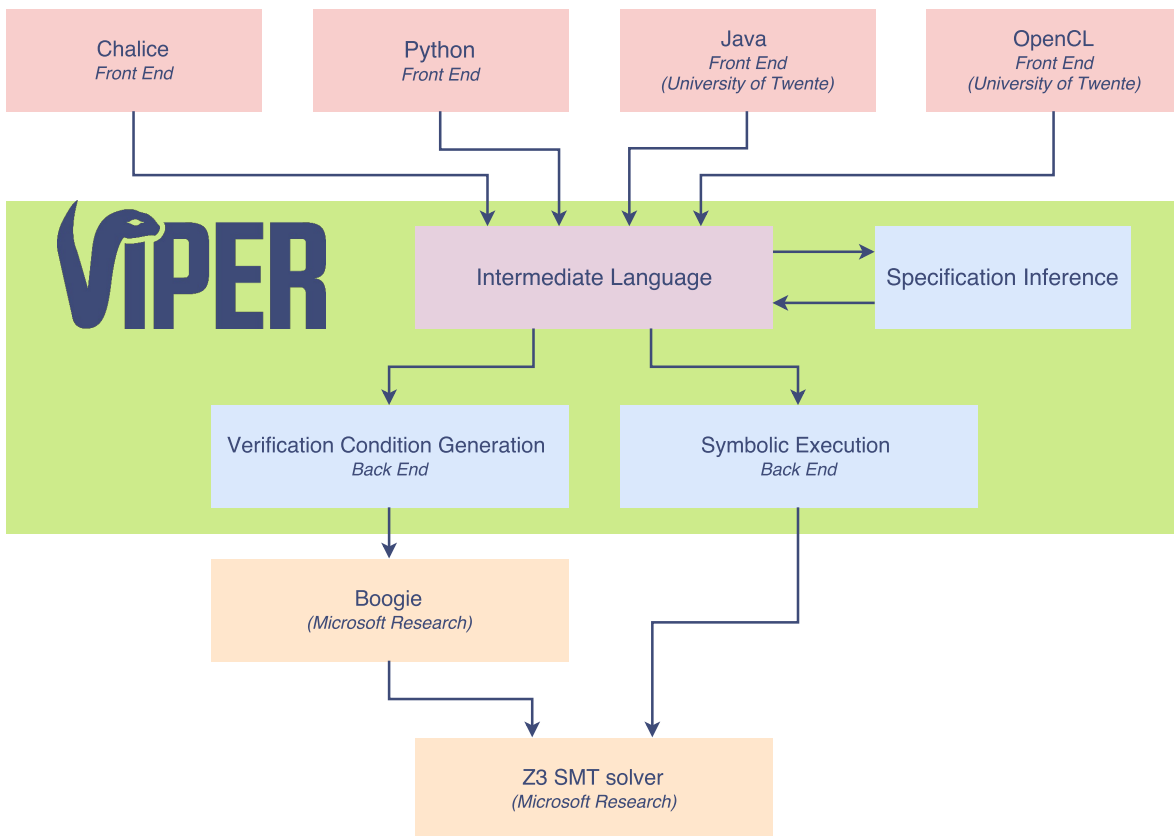 Chalice
Front End
Python
Front End
Java
Front End
(University of Twente)
OpenCL
Front End
(University of Twente)
VIPER
Intermediate Language
Specification Inference
Verification Condition Generation
Back End
Symbolic Execution
Back End
Boogie
(Microsoft Research)
Z3 SMT solver
(Microsoft Research)